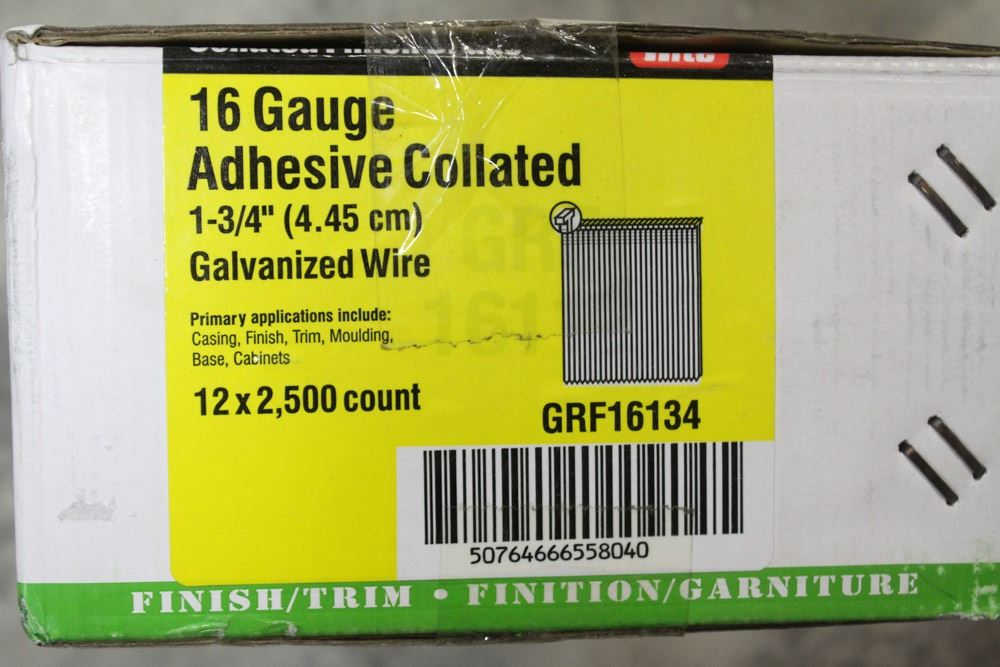 16 Gauge
Adhesive Collated
1-3/4" (4.45 cm)
Galvanized Wire
Primary applications include:
Casing, Finish, Trim, Moulding,
Base, Cabinets
12 x 2,500 count
GRF16134
50764666558040
FINISH/TRIM • FINITION/GARNITURE